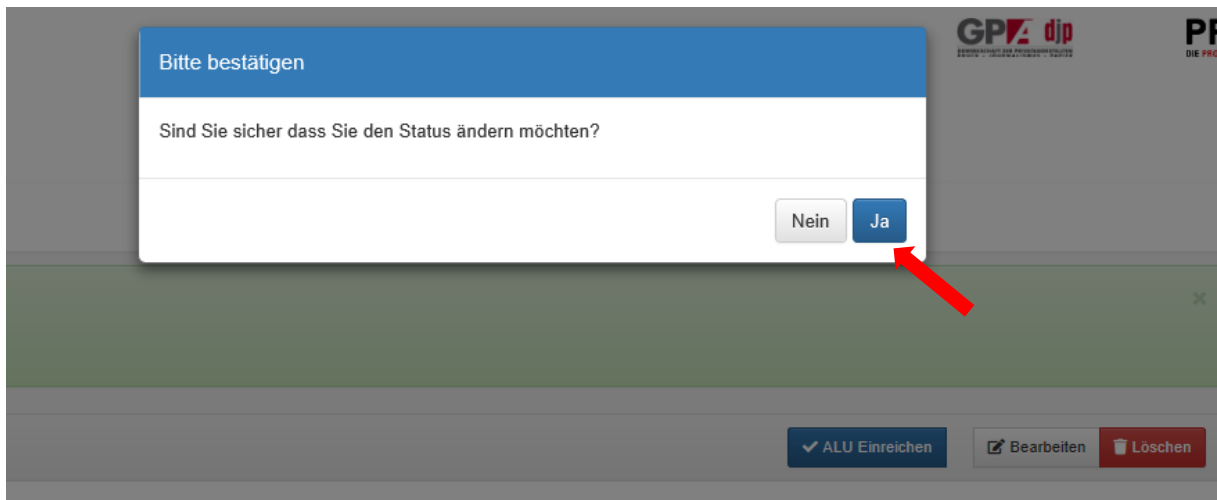 GPA djp
PR
Bitte bestätigen
Sind Sie sicher dass Sie den Status ändern möchten?
Nein
Ja
×
ALU Einreichen
Bearbeiten
Löschen